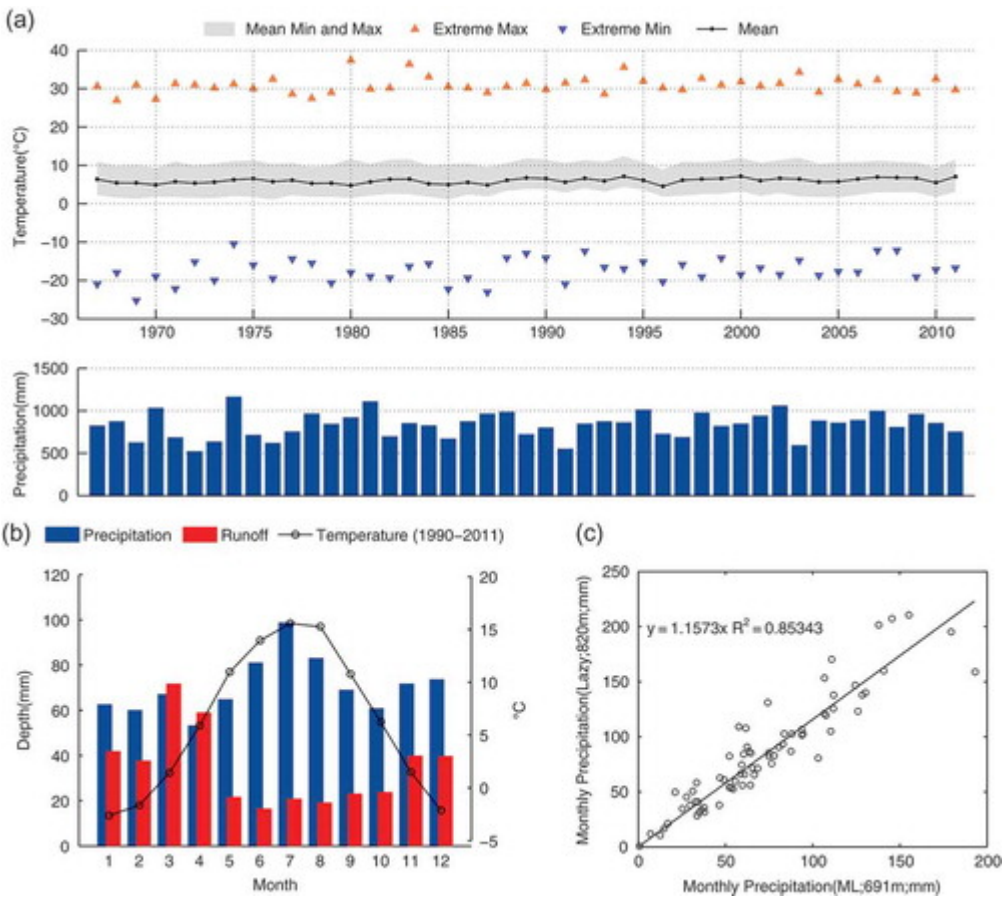 (a)
Mean Min and Max Extreme Max Extreme Min Mean
Temperature(°C)
40
30
20
10
0
−10
−20
−30
1970 1975 1980 1985 1990 1995 2000 2005 2010
Precipitation(mm)
1500
1000
500
0
(b)
Precipitation Runoff Temperature (1990−2011)
Depth(mm)
120
100
80
60
40
20
0
20
15
10
5
0
−5
°C
1 2 3 4 5 6 7 8 9 10 11 12
Month
(c)
Monthly Precipitation(Lazy;820m;mm)
250
200
150
100
50
0
y = 1.1573x R² = 0.85343
0 50 100 150 200
Monthly Precipitation(ML;691m;mm)